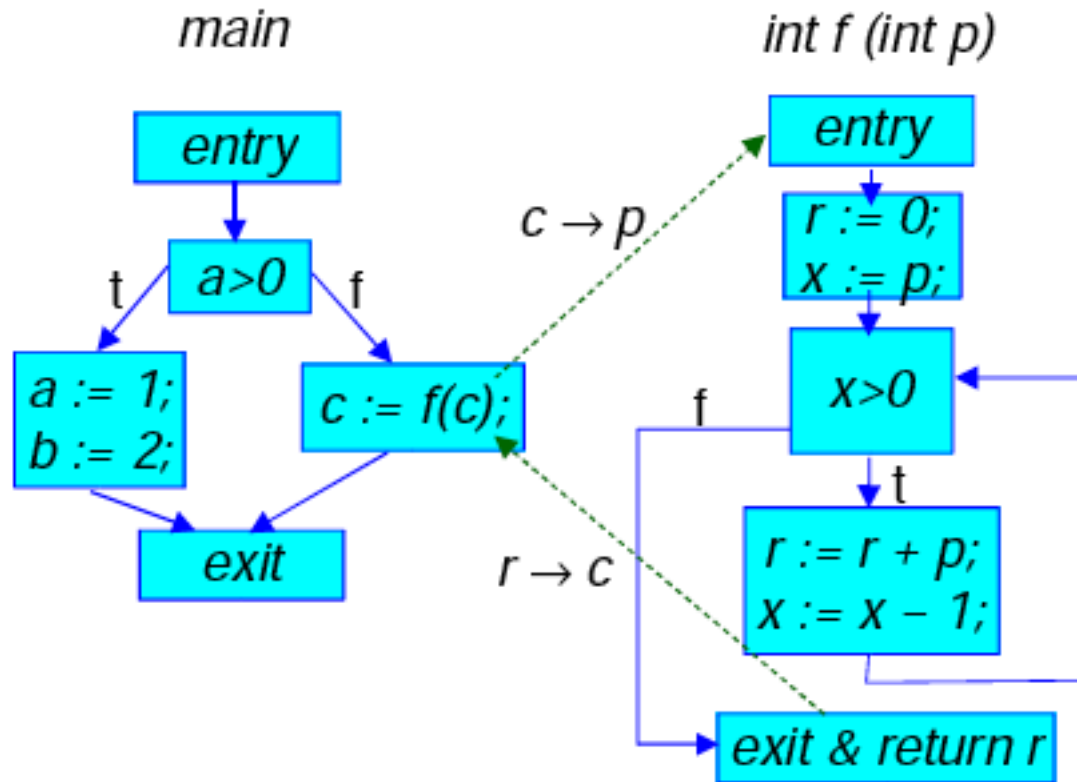 main
entry
a>0
t
f
a := 1;
b := 2;
c := f(c);
exit
c → p
r → c
int f (int p)
entry
r := 0;
x := p;
x>0
f
t
r := r + p;
x := x – 1;
exit & return r